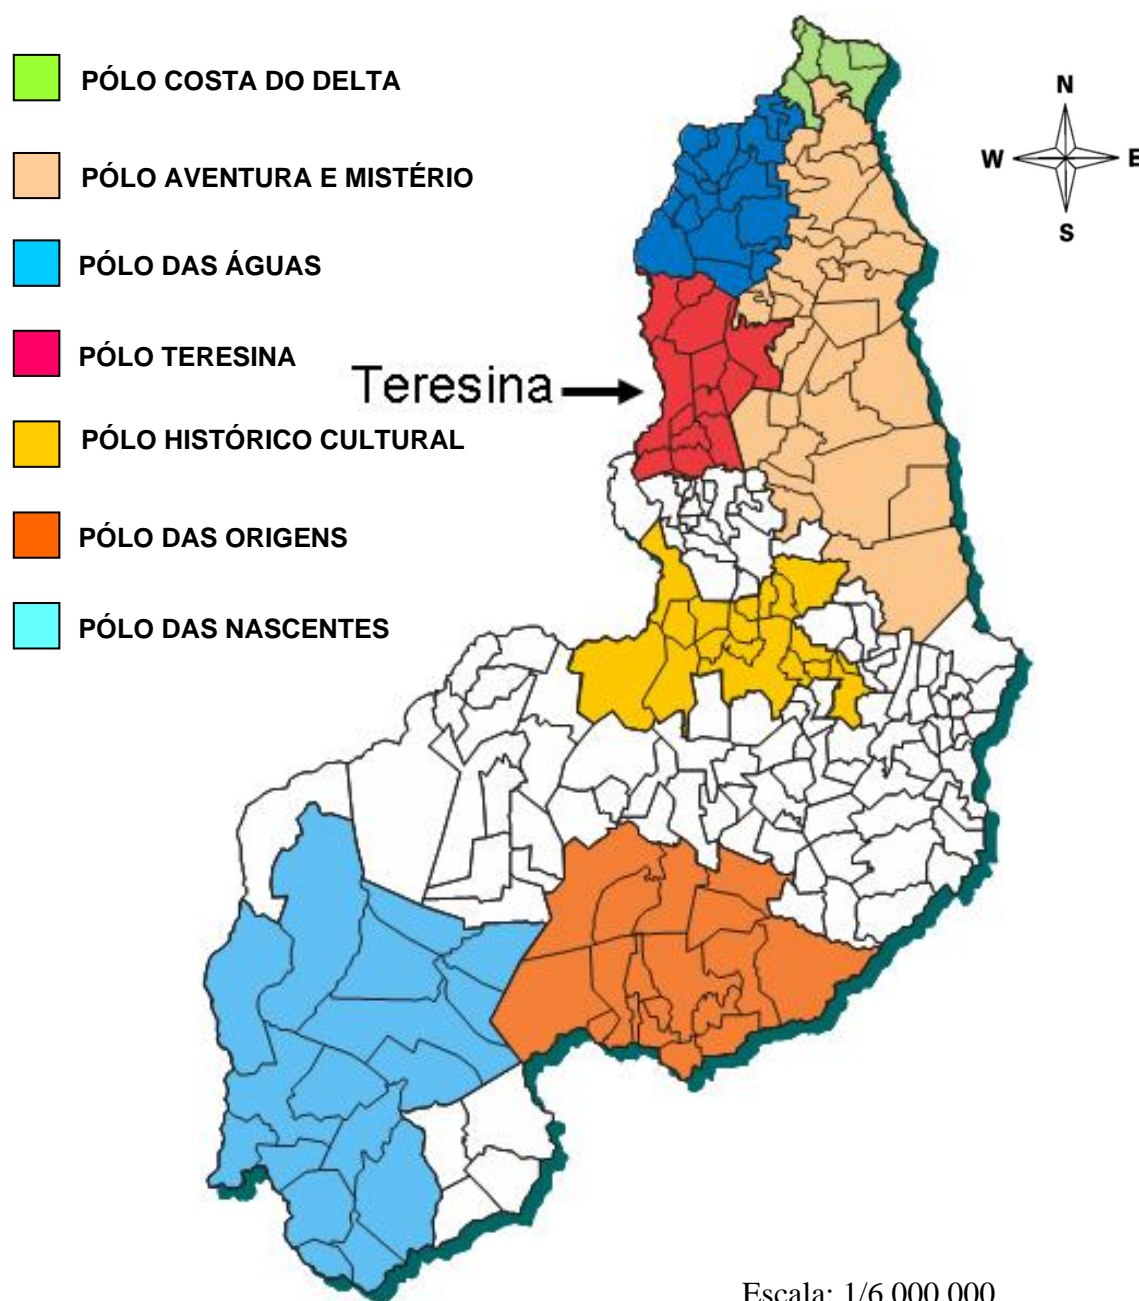 PÓLO COSTA DO DELTA
PÓLO AVENTURA E MISTÉRIO
PÓLO DAS ÁGUAS
PÓLO TERESINA
PÓLO HISTÓRICO CULTURAL
PÓLO DAS ORIGENS
PÓLO DAS NASCENTES
Teresina
N
W E
S
Escala: 1/6.000.000